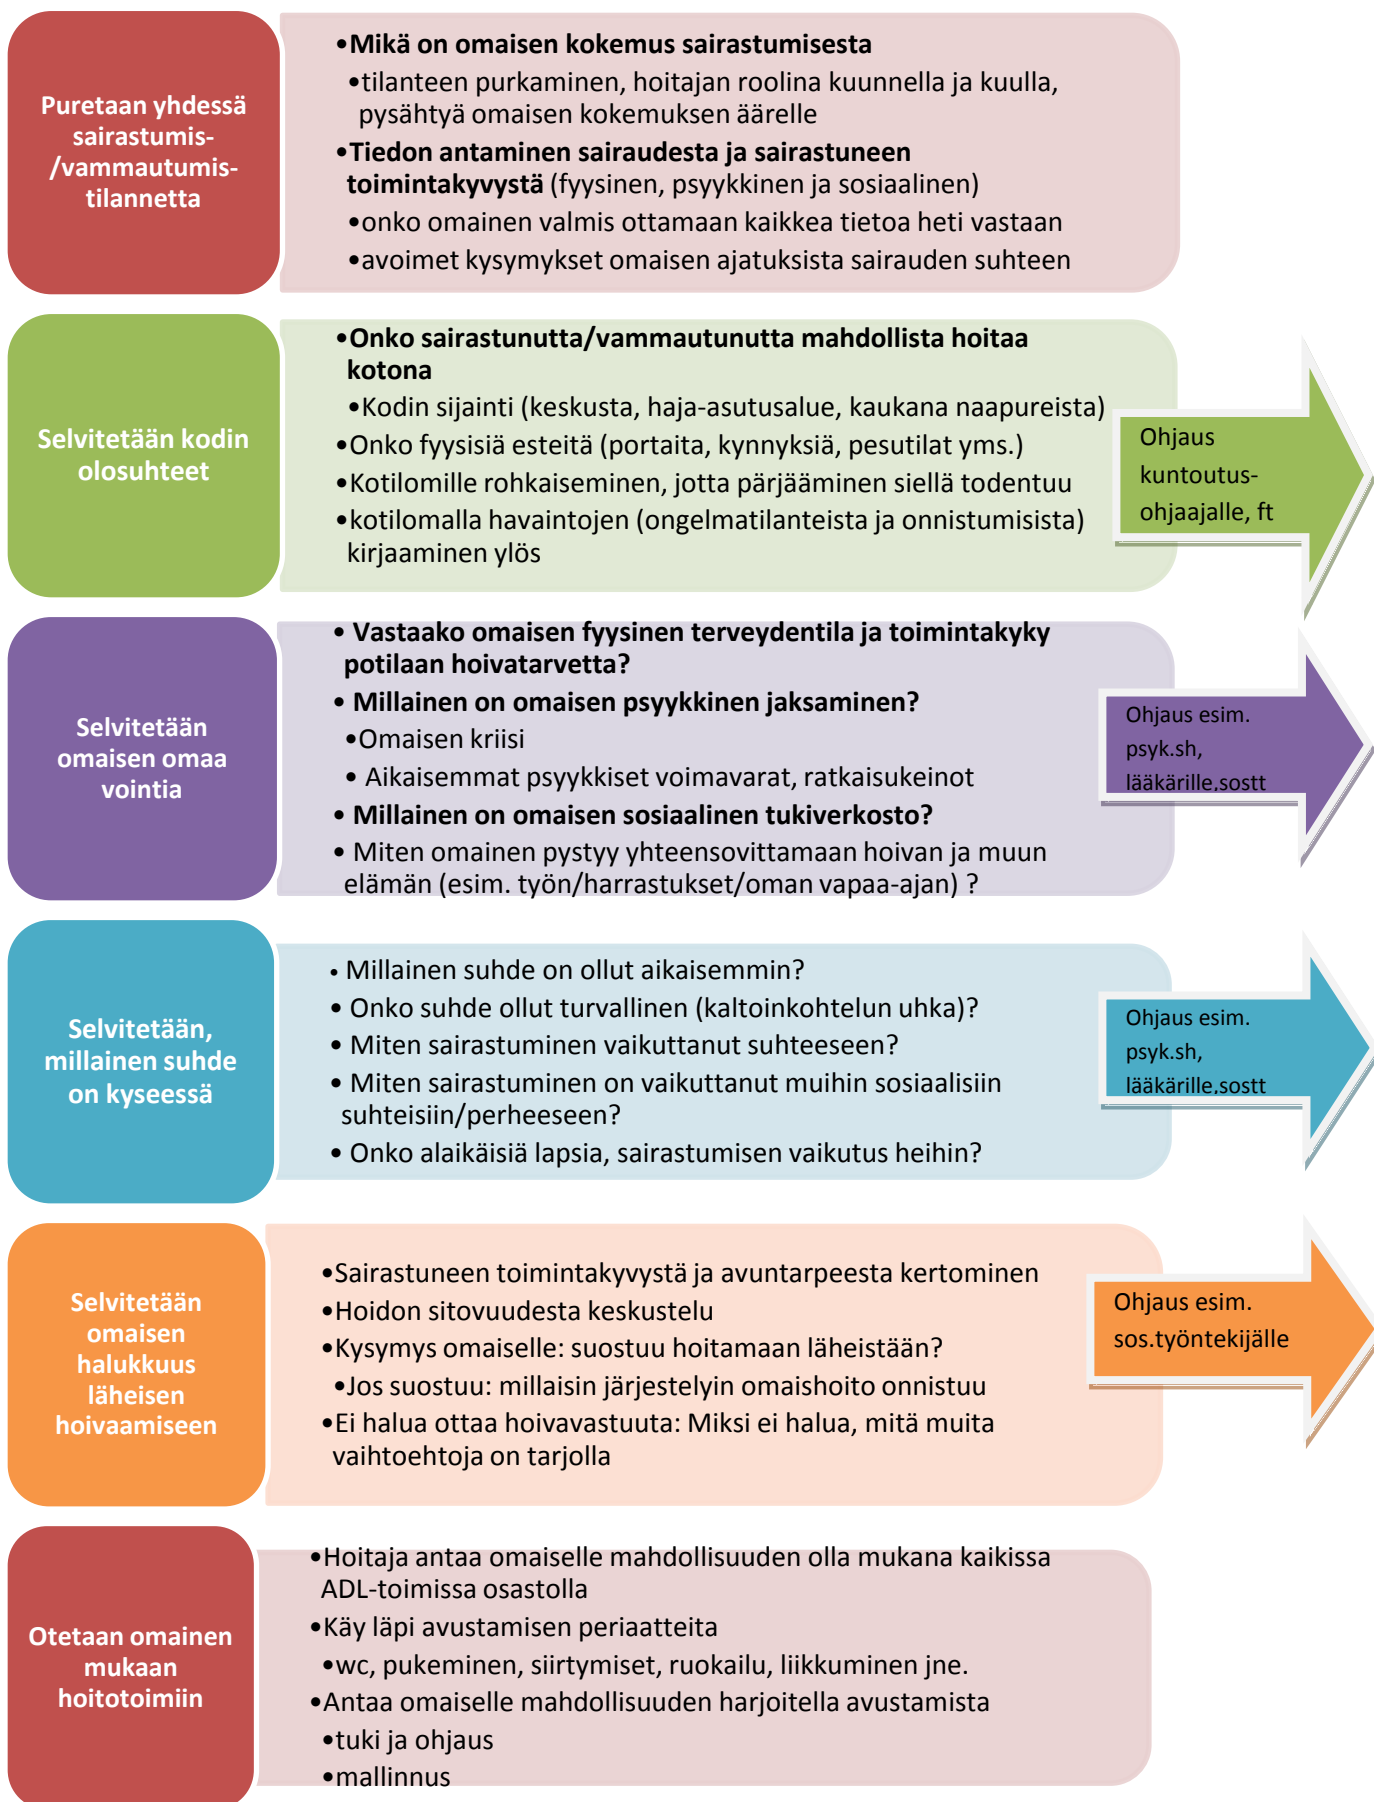 Puretaan yhdessä
sairastumis-
/vammautumis-
tilannetta
•Mikä on omaisen kokemus sairastumisesta
•tilanteen purkaminen, hoitajan roolina kuunnella ja kuulla,
pysähtyä omaisen kokemuksen äärelle
•Tiedon antaminen sairaudesta ja sairastuneen
toimintakyvystä (fyysinen, psyykkinen ja sosiaalinen)
•onko omainen valmis ottamaan kaikkea tietoa heti vastaan
•avoimet kysymykset omaisen ajatuksista sairauden suhteen
Selvitetään kodin
olosuhteet
•Onko sairastunutta/vammautunutta mahdollista hoitaa
kotona
•Kodin sijainti (keskusta, haja-asutusalue, kaukana naapureista)
•Onko fyysisiä esteitä (portaita, kynnyksiä, pesutilat yms.)
•Kotilomille rohkaiseminen, jotta pärjääminen siellä todentuu
•kotilomalla havaintojen (ongelmatilanteista ja onnistumisista)
kirjaaminen ylös
Ohjaus
kuntoutus-
ohjaajalle, ft
Selvitetään
omaisen omaa
vointia
• Vastaako omaisen fyysinen terveydentila ja toimintakyky
potilaan hoivatarvetta?
• Millainen on omaisen psyykkinen jaksaminen?
•Omaisen kriisi
• Aikaisemmat psyykkiset voimavarat, ratkaisukeinot
• Millainen on omaisen sosiaalinen tukiverkosto?
• Miten omainen pystyy yhteensovittamaan hoivan ja muun
elämän (esim. työn/harrastukset/oman vapaa-ajan) ?
Ohjaus esim.
psyk.sh,
lääkärille,sostt
Selvitetään,
millainen suhde
on kyseessä
• Millainen suhde on ollut aikaisemmin?
• Onko suhde ollut turvallinen (kaltoinkohtelun uhka)?
• Miten sairastuminen vaikuttanut suhteeseen?
• Miten sairastuminen on vaikuttanut muihin sosiaalisiin
suhteisiin/perheeseen?
• Onko alaikäisiä lapsia, sairastumisen vaikutus heihin?
Ohjaus esim.
psyk.sh,
lääkärille,sostt
Selvitetään
omaisen
halukkuus
läheisen
hoivaamiseen
•Sairastuneen toimintakyvystä ja avuntarpeesta kertominen
•Hoidon sitovuudesta keskustelu
•Kysymys omaiselle: suostuu hoitamaan läheistään?
•Jos suostuu: millaisin järjestelyin omaishoito onnistuu
•Ei halua ottaa hoivavastuuta: Miksi ei halua, mitä muita
vaihtoehtoja on tarjolla
Ohjaus esim.
sos.työntekijälle
Otetaan omainen
mukaan
hoitotoimiin
•Hoitaja antaa omaiselle mahdollisuuden olla mukana kaikissa
ADL-toimissa osastolla
•Käy läpi avustamisen periaatteita
•wc, pukeminen, siirtymiset, ruokailu, liikkuminen jne.
•Antaa omaiselle mahdollisuuden harjoitella avustamista
•tuki ja ohjaus
•mallinnus